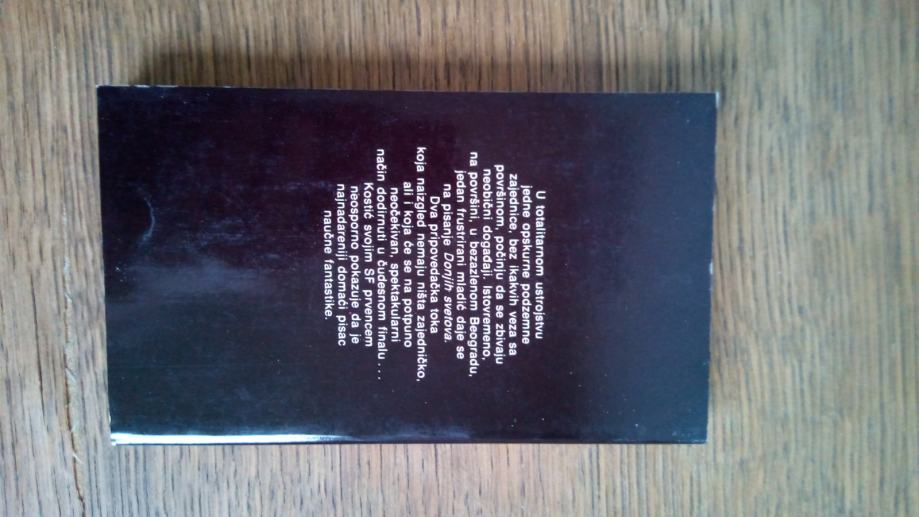 U totalitarnom ustrojstvu
jedne opskurne podzemne
zajednice, bez ikakvih veza sa
površinom, počinju da se zbivaju
neobični događaji. Istovremeno,
na površini, u bezazlenom Beogradu,
jedan frustrirani mladić daje se
na pisanje Donjih svetova.
Dva pripovedačka toka
koja naizgled nemaju ništa zajedničko,
ali i koja će se na potpuno
neočekivan, spektakularni
način dodirnuti u čudesnom finalu ...
Kostić svojim SF prvencem
neosporno pokazuje da je
najnadareniji domaći pisac
naučne fantastike.